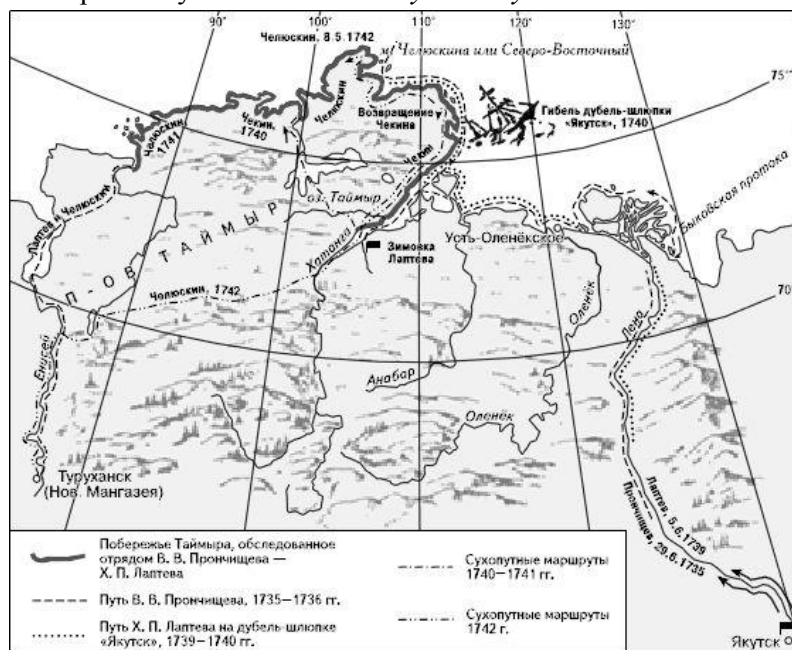 90°
100°
110°
120°
130°
Челюскин, 8.5.1742
м. Челюскина или Северо-Восточный
75°
Челюскин
1741
Чекин,
1740
Челюскин
Возвращение
Чекина
Гибель дубель-шлюпки
«Якутск», 1740
Чекин
Лаптев и Челюскин
оз. Таймыр
П-ОВ ТАЙМЫР
Хатанга
Зимовка
Лаптева
Усть-Оленёкское
Быковская протока
Челюскин, 1742
70°
Енисей
Анабар
Оленёк
Оленёк
Лена
Туруханск
(Нов. Мангазея)
Лаптев, 5.6.1739
Прончищев, 29.6.1735
Якутск
Побережье Таймыра, обследованное
отрядом В. В. Прончищева —
Х. П. Лаптева
Путь В. В. Прончищева, 1735—1736 гг.
Путь Х. П. Лаптева на дубель-шлюпке
«Якутск», 1739—1740 гг.
Сухопутные маршруты
1740—1741 гг.
Сухопутные маршруты
1742 г.